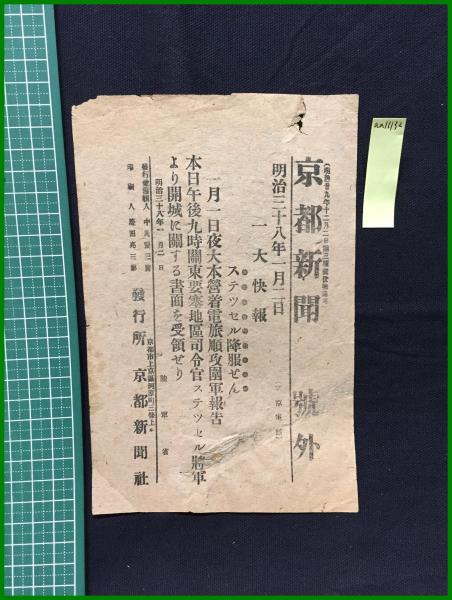 an1113a
京都新聞 號外
明治三十八年一月二日
一大快報
ステツセル降服せん
一月一日夜大本營着電旅順攻圍軍報告
本日午後九時關東要塞地區司令官ステツセル將軍
より開城に關する書面を受領せり
陸軍省
明治三十八年一月二日
發行所 京都新聞社